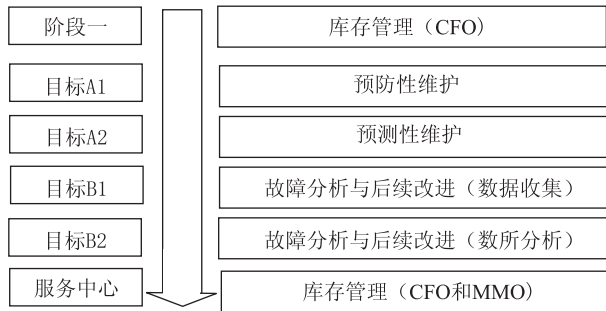 阶段一 库存管理（CFO）
目标A1 预防性维护
目标A2 预测性维护
目标B1 故障分析与后续改进（数据收集）
目标B2 故障分析与后续改进（数所分析）
服务中心 库存管理（CFO和MMO）